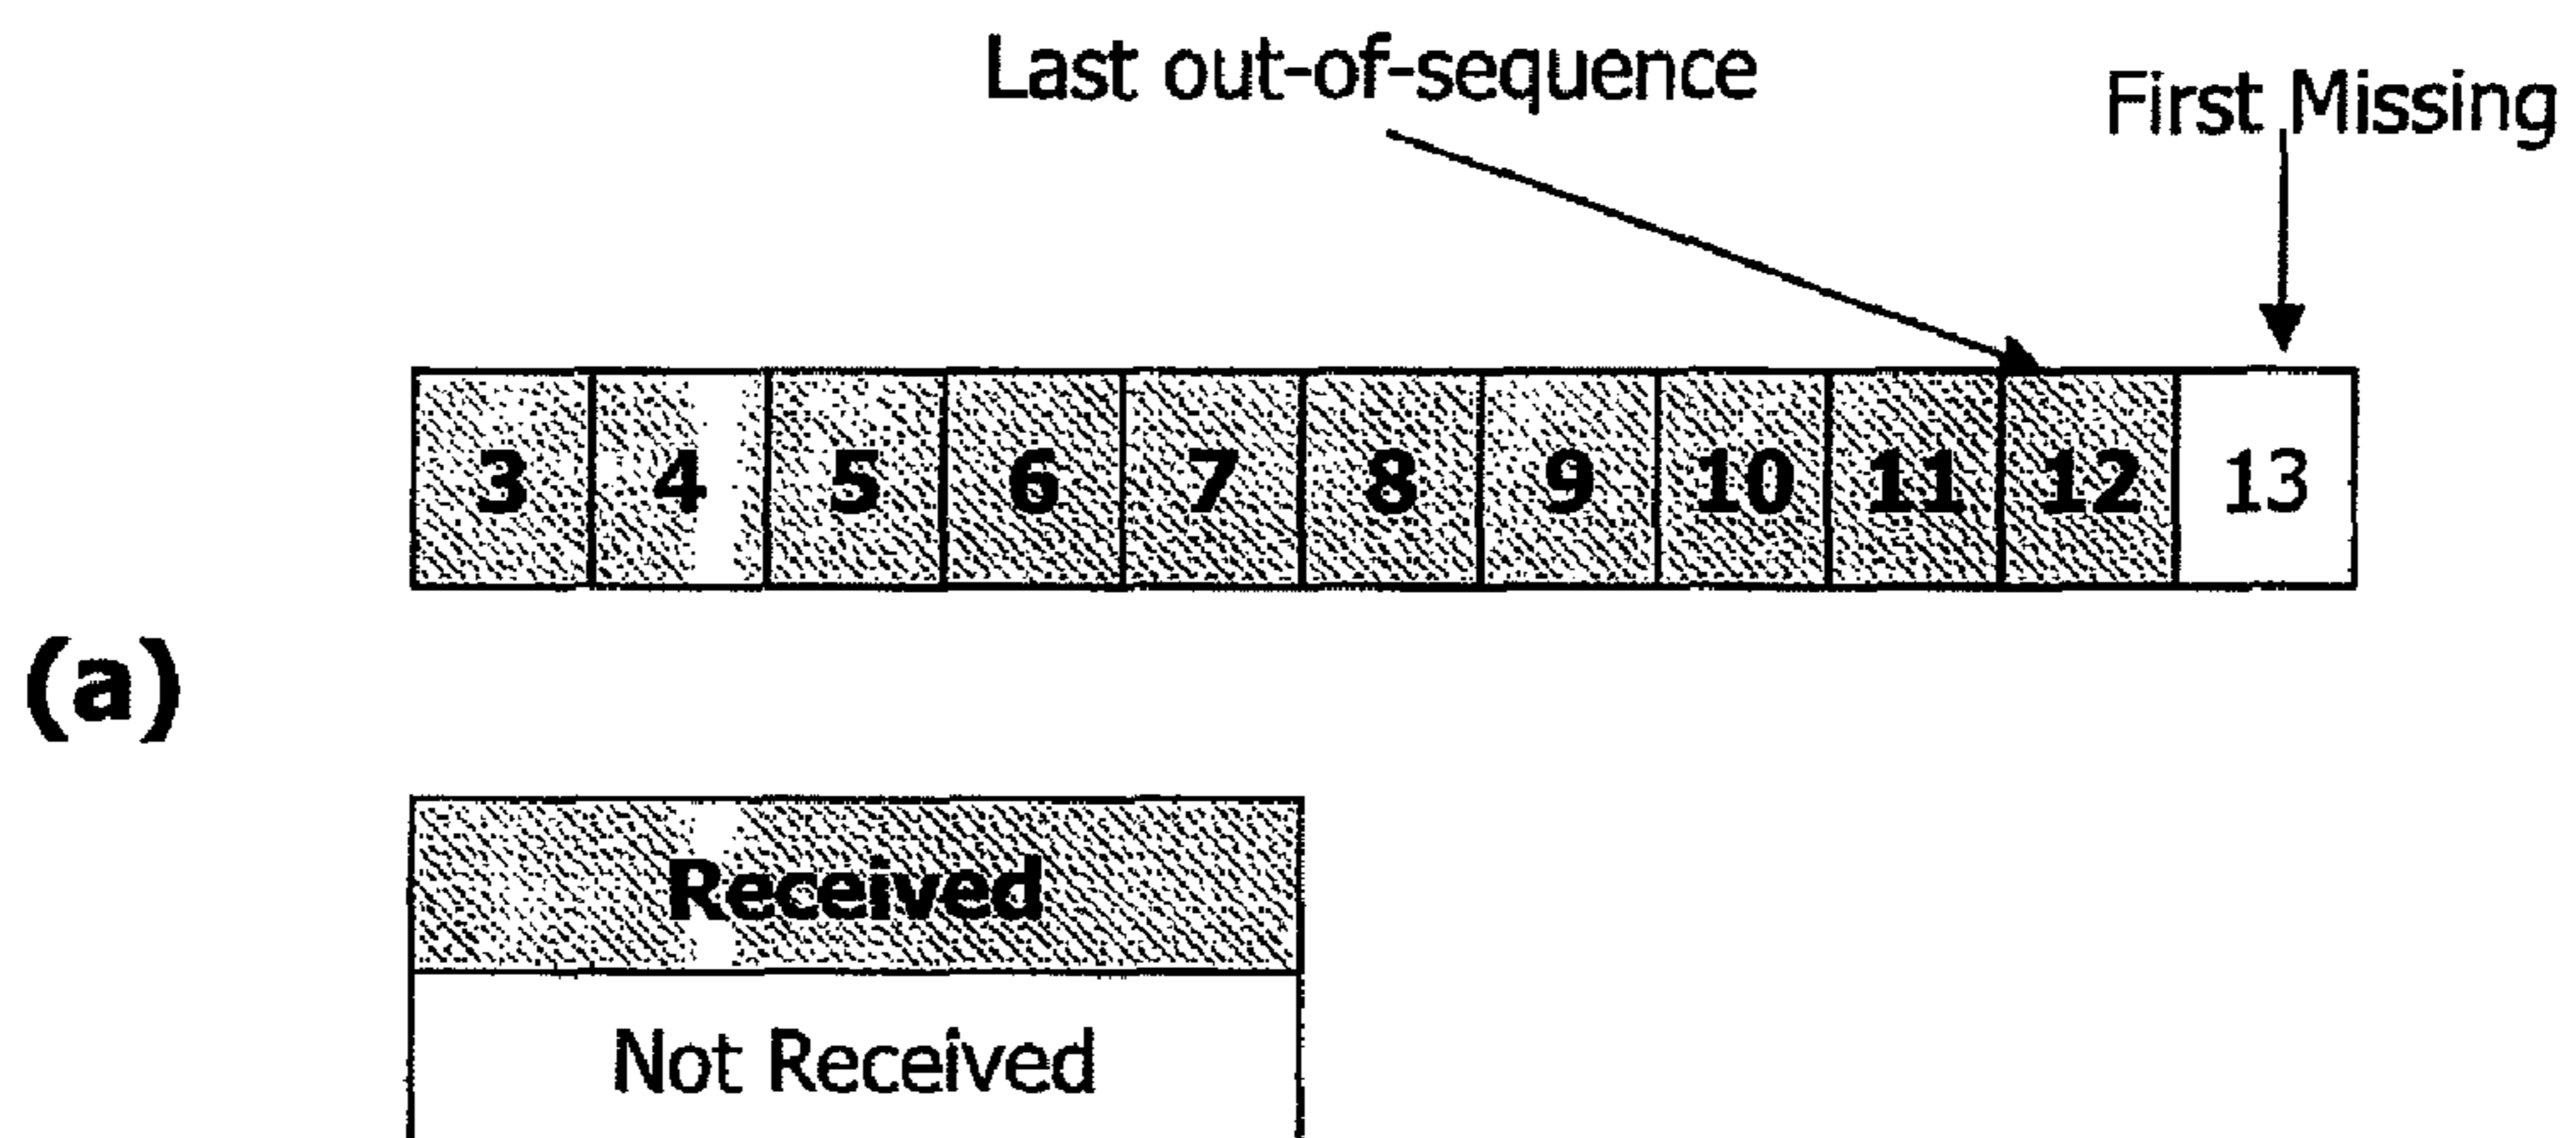 Last out-of-sequence
First Missing
3 4 5 6 7 8 9 10 11 12 13
(a)
Received
Not Received